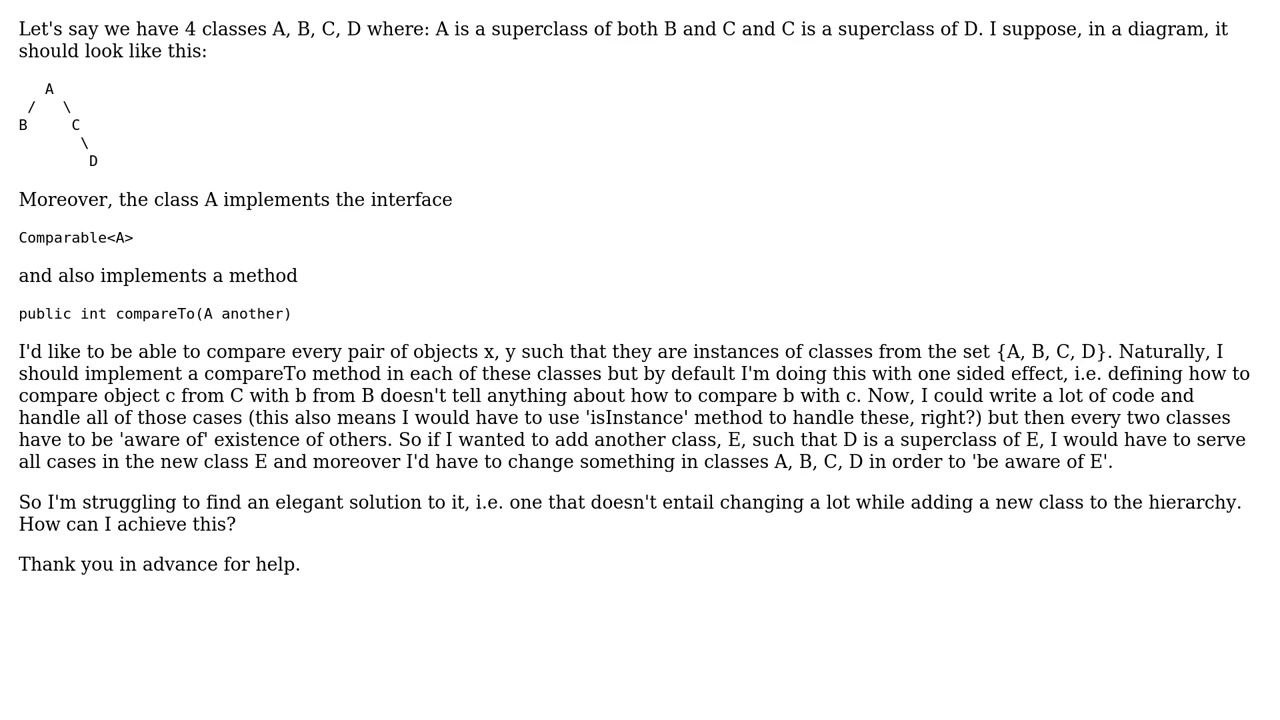 Let's say we have 4 classes A, B, C, D where: A is a superclass of both B and C and C is a superclass of D. I suppose, in a diagram, it
should look like this:
   A
 /   \
B     C
       \
        D
Moreover, the class A implements the interface
Comparable<A>
and also implements a method
public int compareTo(A another)
I'd like to be able to compare every pair of objects x, y such that they are instances of classes from the set {A, B, C, D}. Naturally, I
should implement a compareTo method in each of these classes but by default I'm doing this with one sided effect, i.e. defining how to
compare object c from C with b from B doesn't tell anything about how to compare b with c. Now, I could write a lot of code and
handle all of those cases (this also means I would have to use 'isInstance' method to handle these, right?) but then every two classes
have to be 'aware of' existence of others. So if I wanted to add another class, E, such that D is a superclass of E, I would have to serve
all cases in the new class E and moreover I'd have to change something in classes A, B, C, D in order to 'be aware of E'.
So I'm struggling to find an elegant solution to it, i.e. one that doesn't entail changing a lot while adding a new class to the hierarchy.
How can I achieve this?
Thank you in advance for help.